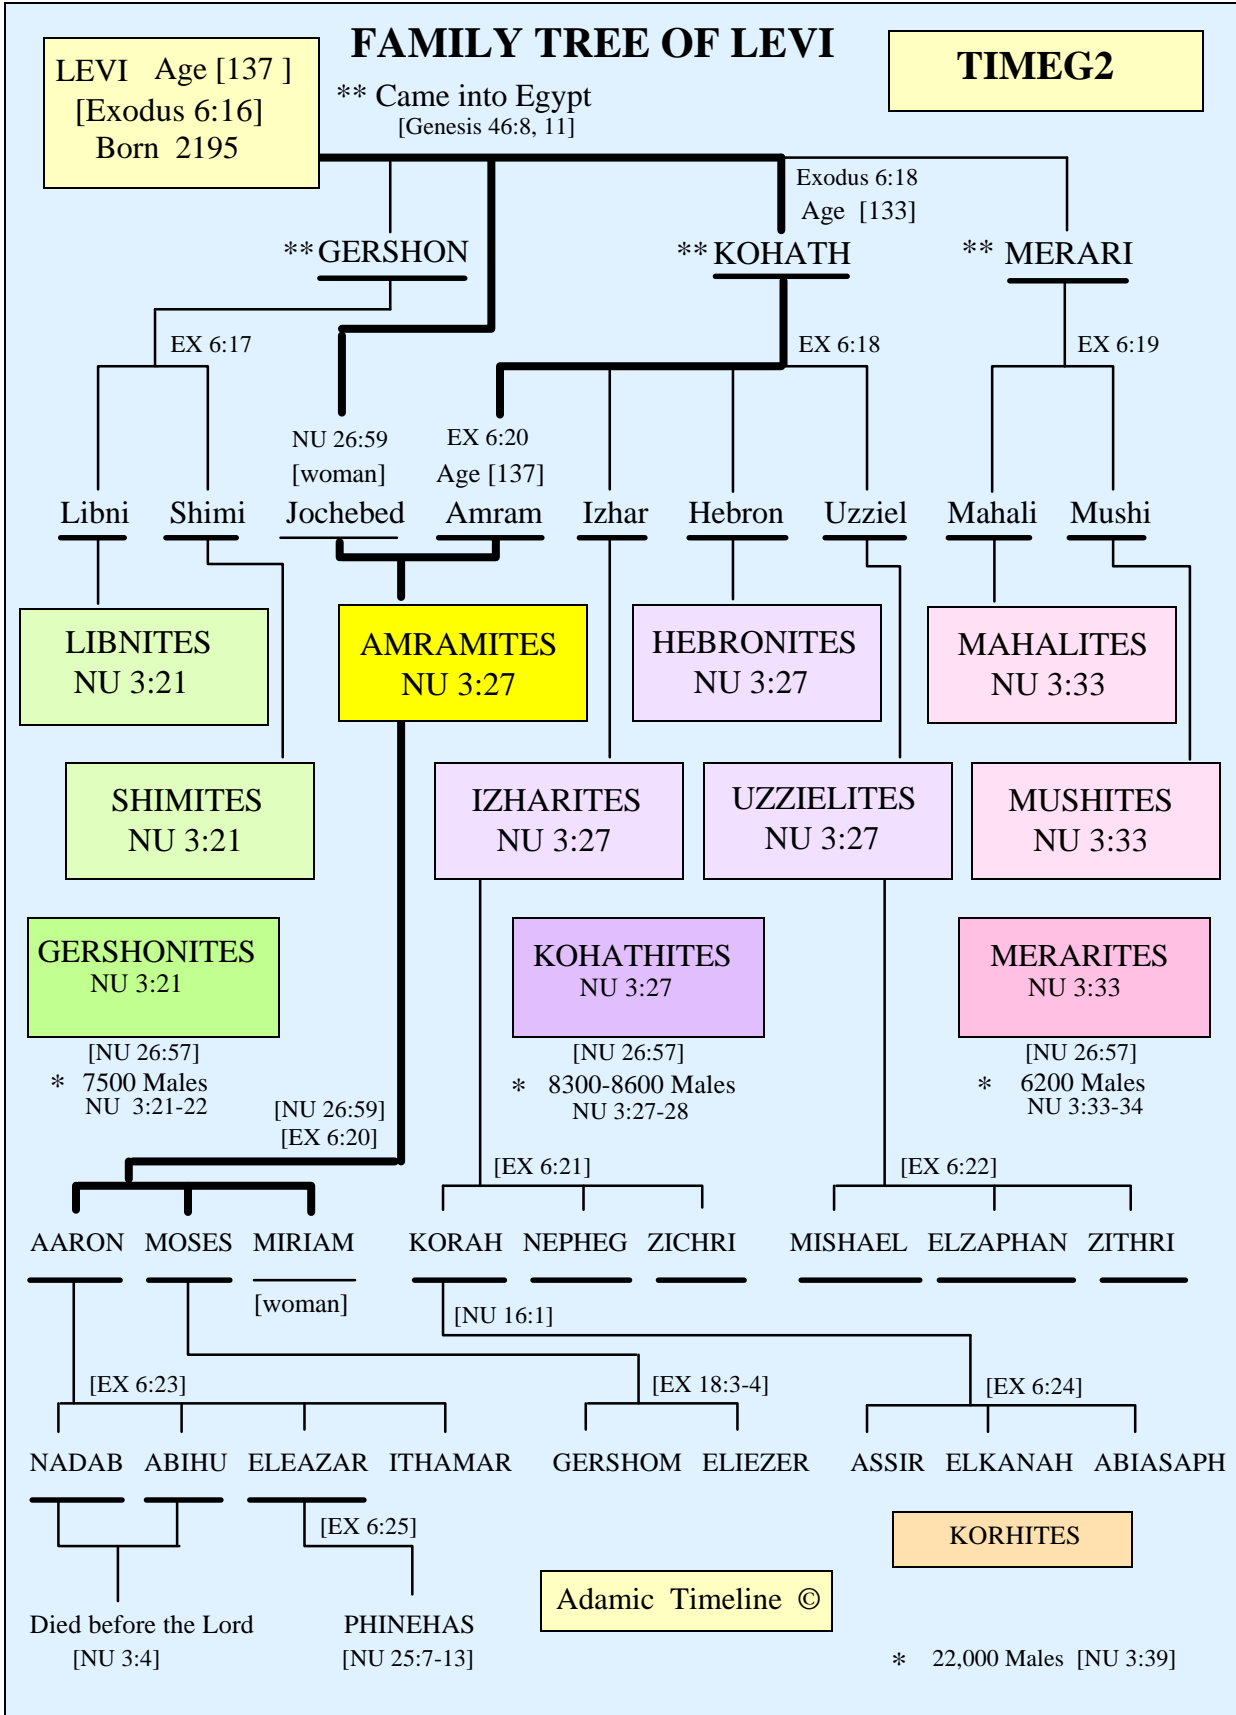 FAMILY TREE OF LEVI
LEVI Age [137 ]
[Exodus 6:16]
Born 2195
TIMEG2
** Came into Egypt
[Genesis 46:8, 11]
Exodus 6:18
Age [133]
** GERSHON
** KOHATH
** MERARI
EX 6:17
EX 6:18
EX 6:19
NU 26:59
[woman]
EX 6:20
Age [137]
Libni
Shimi
Jochebed
Amram
Izhar
Hebron
Uzziel
Mahali
Mushi
LIBNITES
NU 3:21
AMRAMITES
NU 3:27
HEBRONITES
NU 3:27
MAHALITES
NU 3:33
SHIMITES
NU 3:21
IZHARITES
NU 3:27
UZZIELITES
NU 3:27
MUSHITES
NU 3:33
GERSHONITES
NU 3:21
[NU 26:57]
* 7500 Males
NU 3:21-22
KOHATHITES
NU 3:27
[NU 26:57]
* 8300-8600 Males
NU 3:27-28
MERARITES
NU 3:33
[NU 26:57]
* 6200 Males
NU 3:33-34
[NU 26:59]
[EX 6:20]
[EX 6:21]
[EX 6:22]
AARON
MOSES
MIRIAM
[woman]
KORAH
NEPHEG
ZICHRI
MISHAEL
ELZAPHAN
ZITHRI
[NU 16:1]
[EX 6:23]
[EX 18:3-4]
[EX 6:24]
NADAB
ABIHU
ELEAZAR
ITHAMAR
GERSHOM
ELIEZER
ASSIR
ELKANAH
ABIASAPH
[EX 6:25]
KORHITES
Died before the Lord
[NU 3:4]
PHINEHAS
[NU 25:7-13]
Adamic Timeline ©
* 22,000 Males [NU 3:39]